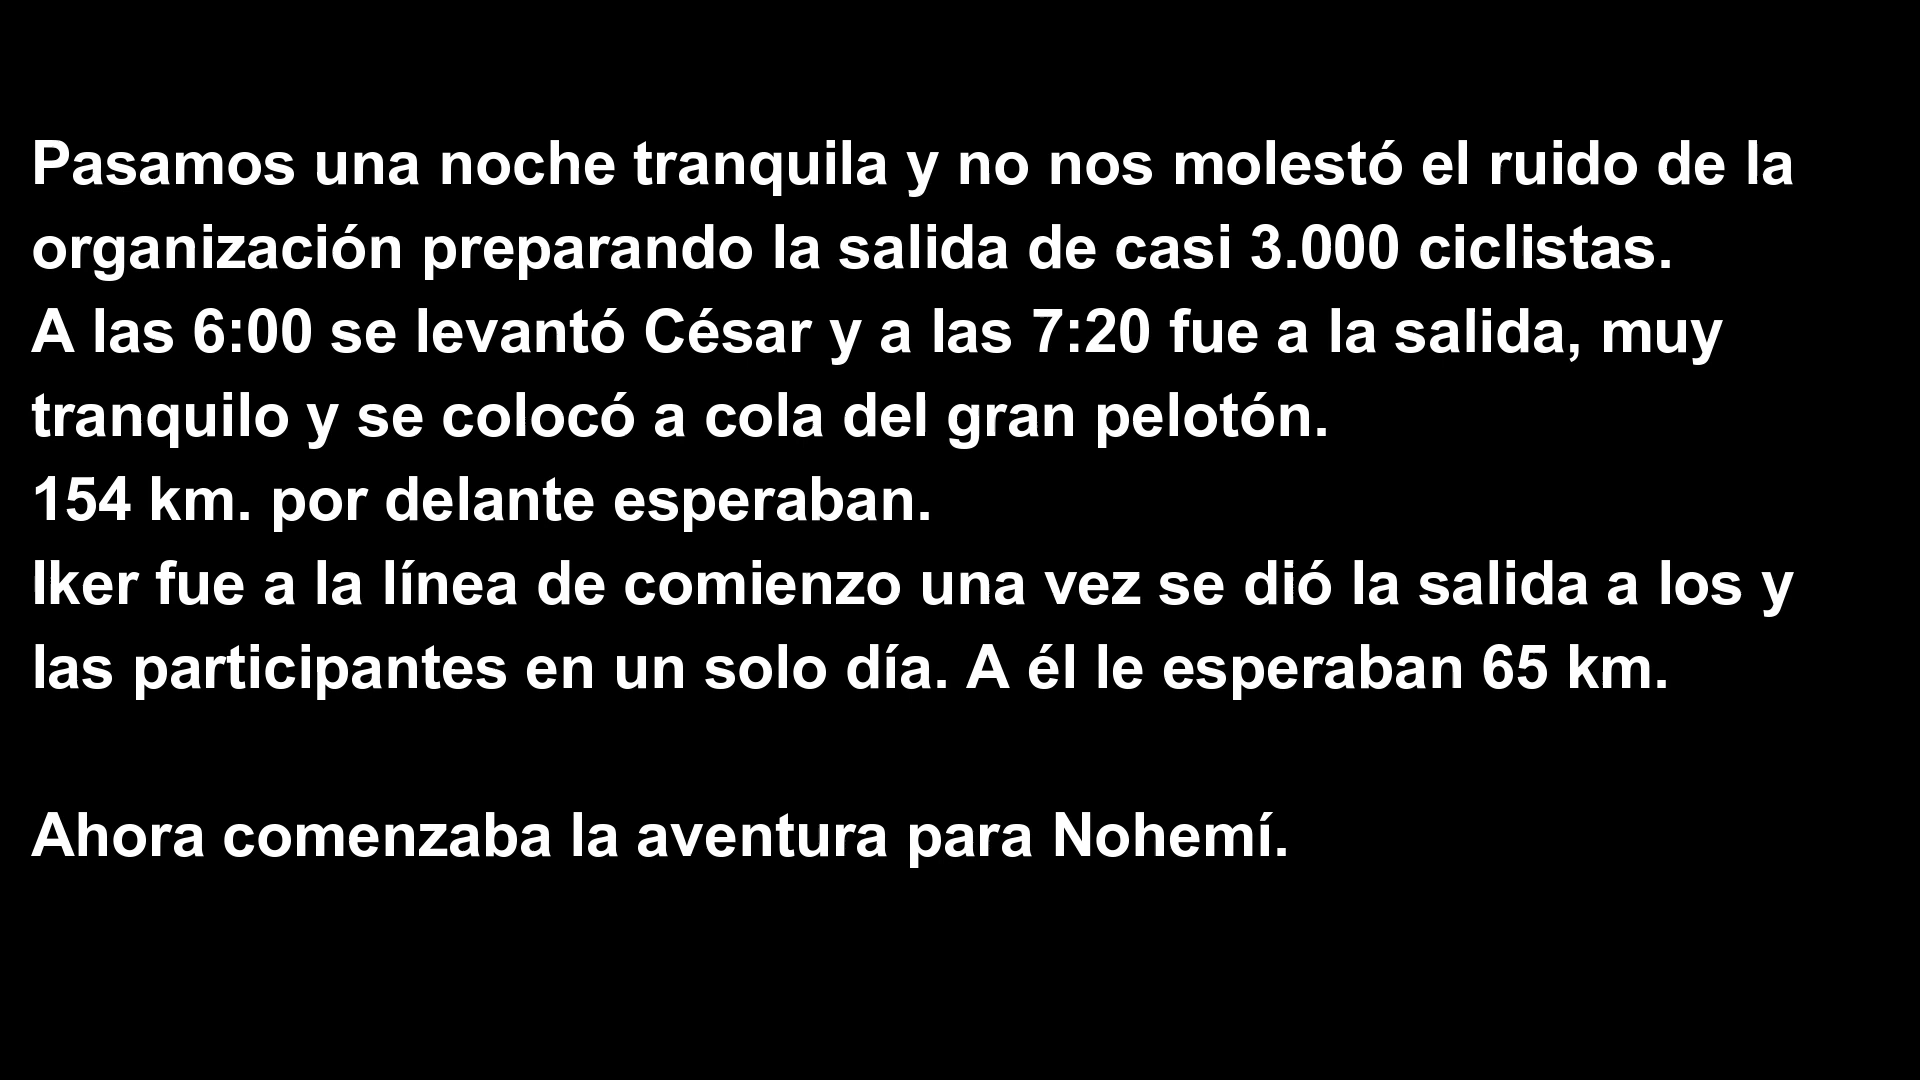 Pasamos una noche tranquila y no nos molestó el ruido de la
organización preparando la salida de casi 3.000 ciclistas.
A las 6:00 se levantó César y a las 7:20 fue a la salida, muy
tranquilo y se colocó a cola del gran pelotón.
154 km. por delante esperaban.
Iker fue a la línea de comienzo una vez se dió la salida a los y
las participantes en un solo día. A él le esperaban 65 km.
Ahora comenzaba la aventura para Nohemí.